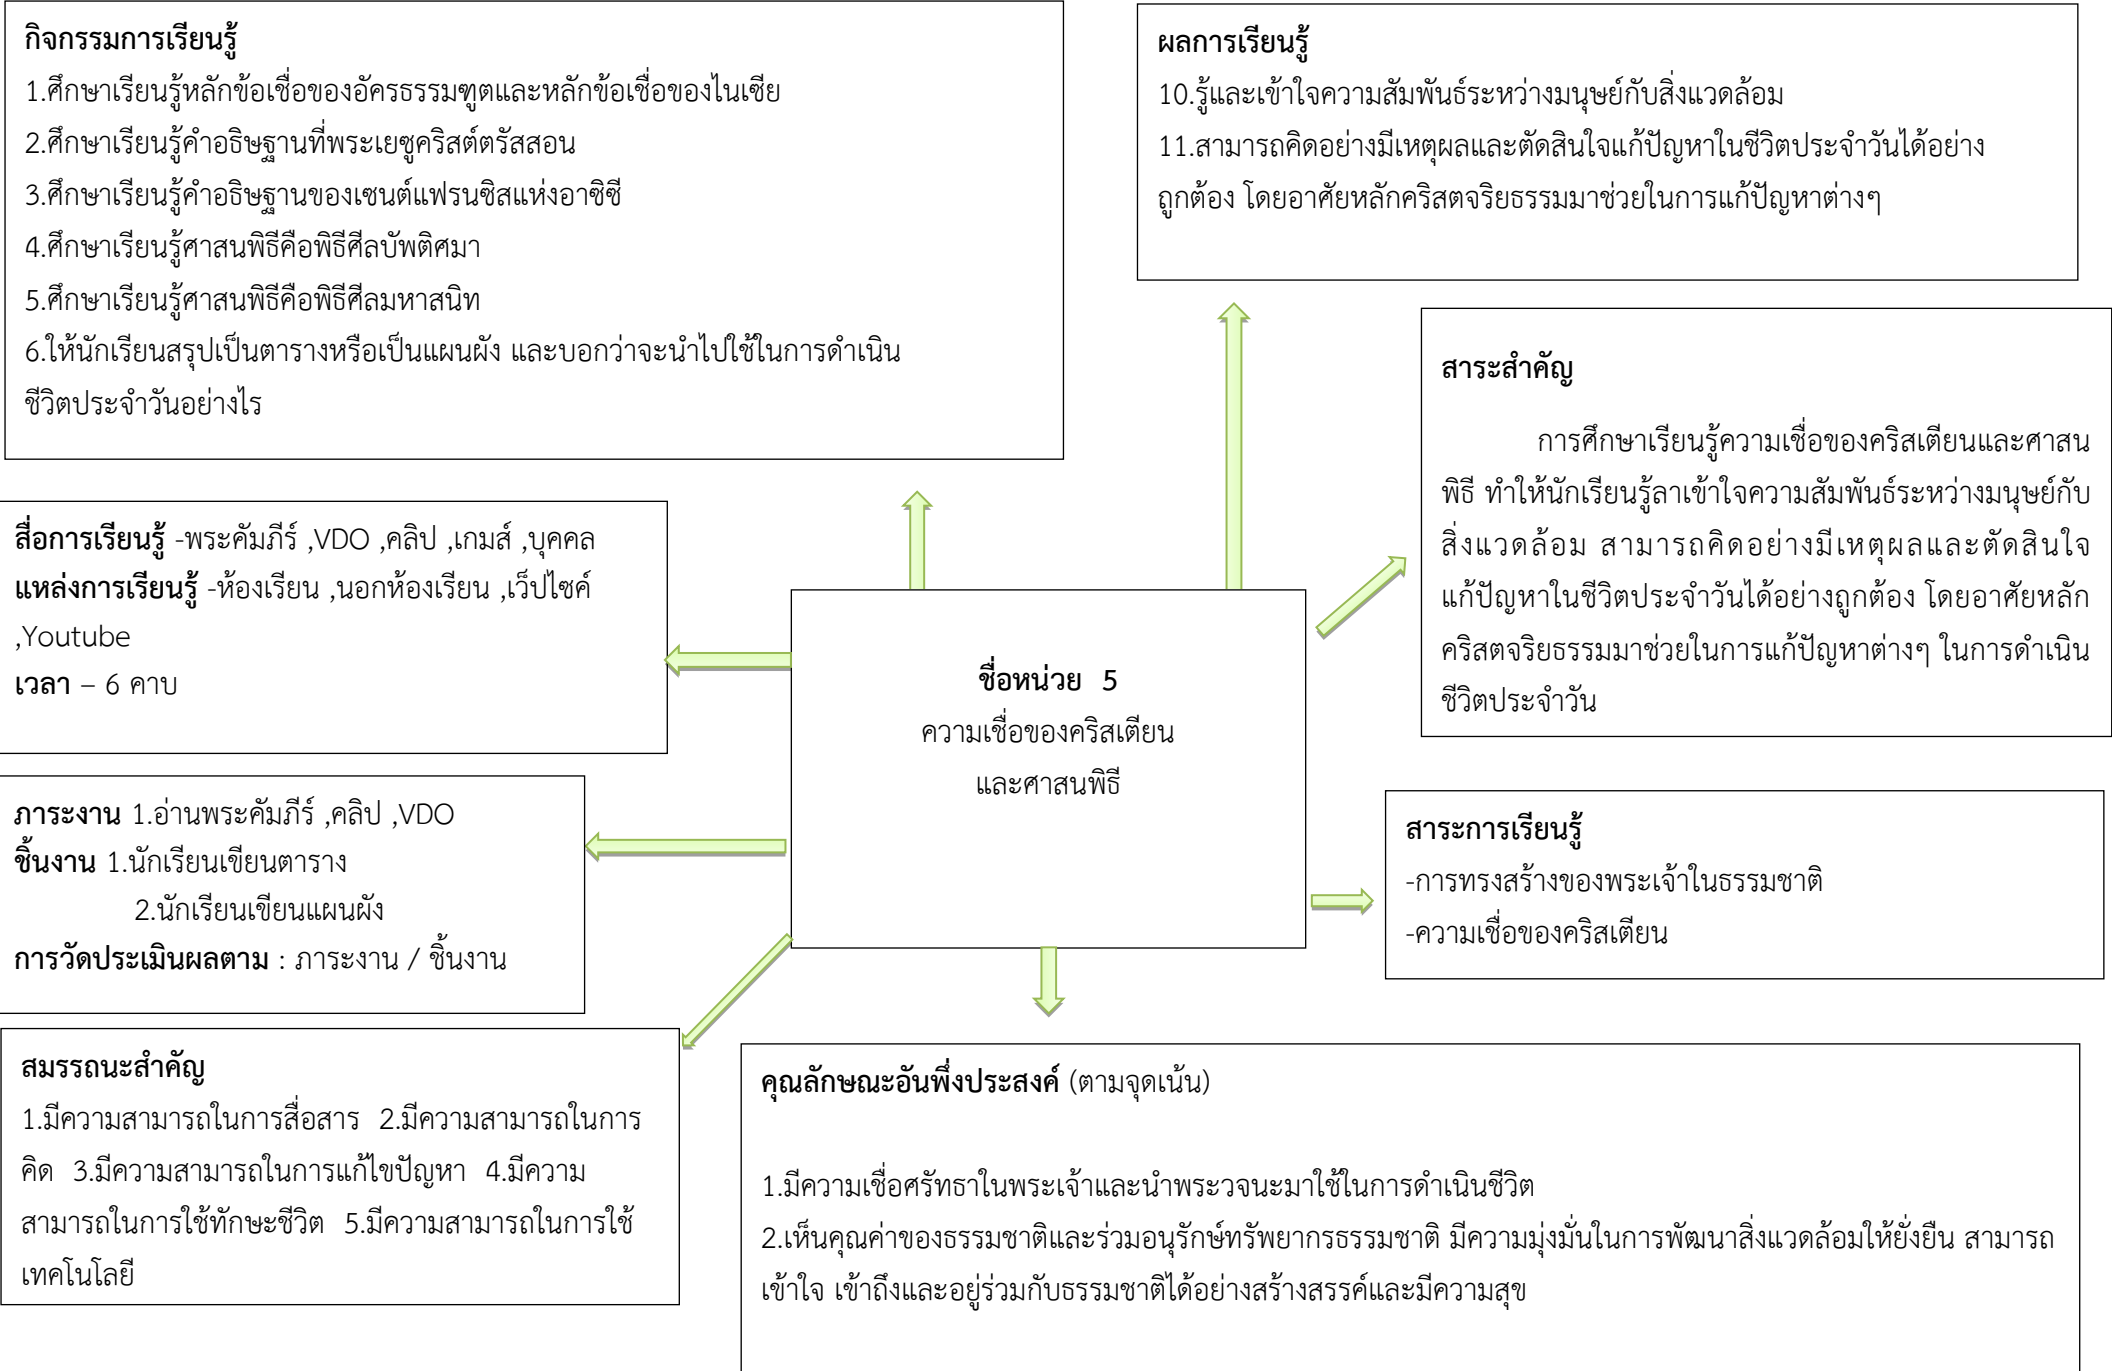 กิจกรรมการเรียนรู้
1.ศึกษาเรียนรู้หลักข้อเชื่อของอัครธรรมฑูตและหลักข้อเชื่อของไนเซีย
2.ศึกษาเรียนรู้คำอธิษฐานที่พระเยซูคริสต์ตรัสสอน
3.ศึกษาเรียนรู้คำอธิษฐานของเซนต์แฟรนซิสแห่งอาซิซี
4.ศึกษาเรียนรู้ศาสนพิธีคือพิธีศีลบัพติศมา
5.ศึกษาเรียนรู้ศาสนพิธีคือพิธีศีลมหาสนิท
6.ให้นักเรียนสรุปเป็นตารางหรือเป็นแผนผัง และบอกว่าจะนำไปใช้ในการดำเนิน
ชีวิตประจำวันอย่างไร
ผลการเรียนรู้
10.รู้และเข้าใจความสัมพันธ์ระหว่างมนุษย์กับสิ่งแวดล้อม
11.สามารถคิดอย่างมีเหตุผลและตัดสินใจแก้ปัญหาในชีวิตประจำวันได้อย่าง
ถูกต้อง โดยอาศัยหลักคริสตจริยธรรมมาช่วยในการแก้ปัญหาต่างๆ
สาระสำคัญ
การศึกษาเรียนรู้ความเชื่อของคริสเตียนและศาสน
พิธี ทำให้นักเรียนรู้ลาเข้าใจความสัมพันธ์ระหว่างมนุษย์กับ
สิ่งแวดล้อม สามารถคิดอย่างมีเหตุผลและตัดสินใจ
แก้ปัญหาในชีวิตประจำวันได้อย่างถูกต้อง โดยอาศัยหลัก
คริสตจริยธรรมมาช่วยในการแก้ปัญหาต่างๆ ในการดำเนิน
ชีวิตประจำวัน
สื่อการเรียนรู้ -พระคัมภีร์ ,VDO ,คลิป ,เกมส์ ,บุคคล
แหล่งการเรียนรู้ -ห้องเรียน ,นอกห้องเรียน ,เว็ปไซค์
,Youtube
เวลา – 6 คาบ
ชื่อหน่วย 5
ความเชื่อของคริสเตียน
และศาสนพิธี
ภาระงาน 1.อ่านพระคัมภีร์ ,คลิป ,VDO
ชิ้นงาน 1.นักเรียนเขียนตาราง
2.นักเรียนเขียนแผนผัง
การวัดประเมินผลตาม : ภาระงาน / ชิ้นงาน
สาระการเรียนรู้
-การทรงสร้างของพระเจ้าในธรรมชาติ
-ความเชื่อของคริสเตียน
สมรรถนะสำคัญ
1.มีความสามารถในการสื่อสาร 2.มีความสามารถในการ
คิด 3.มีความสามารถในการแก้ไขปัญหา 4.มีความ
สามารถในการใช้ทักษะชีวิต 5.มีความสามารถในการใช้
เทคโนโลยี
คุณลักษณะอันพึ่งประสงค์ (ตามจุดเน้น)
1.มีความเชื่อศรัทธาในพระเจ้าและนำพระวจนะมาใช้ในการดำเนินชีวิต
2.เห็นคุณค่าของธรรมชาติและร่วมอนุรักษ์ทรัพยากรธรรมชาติ มีความมุ่งมั่นในการพัฒนาสิ่งแวดล้อมให้ยั่งยืน สามารถ
เข้าใจ เข้าถึงและอยู่ร่วมกับธรรมชาติได้อย่างสร้างสรรค์และมีความสุข